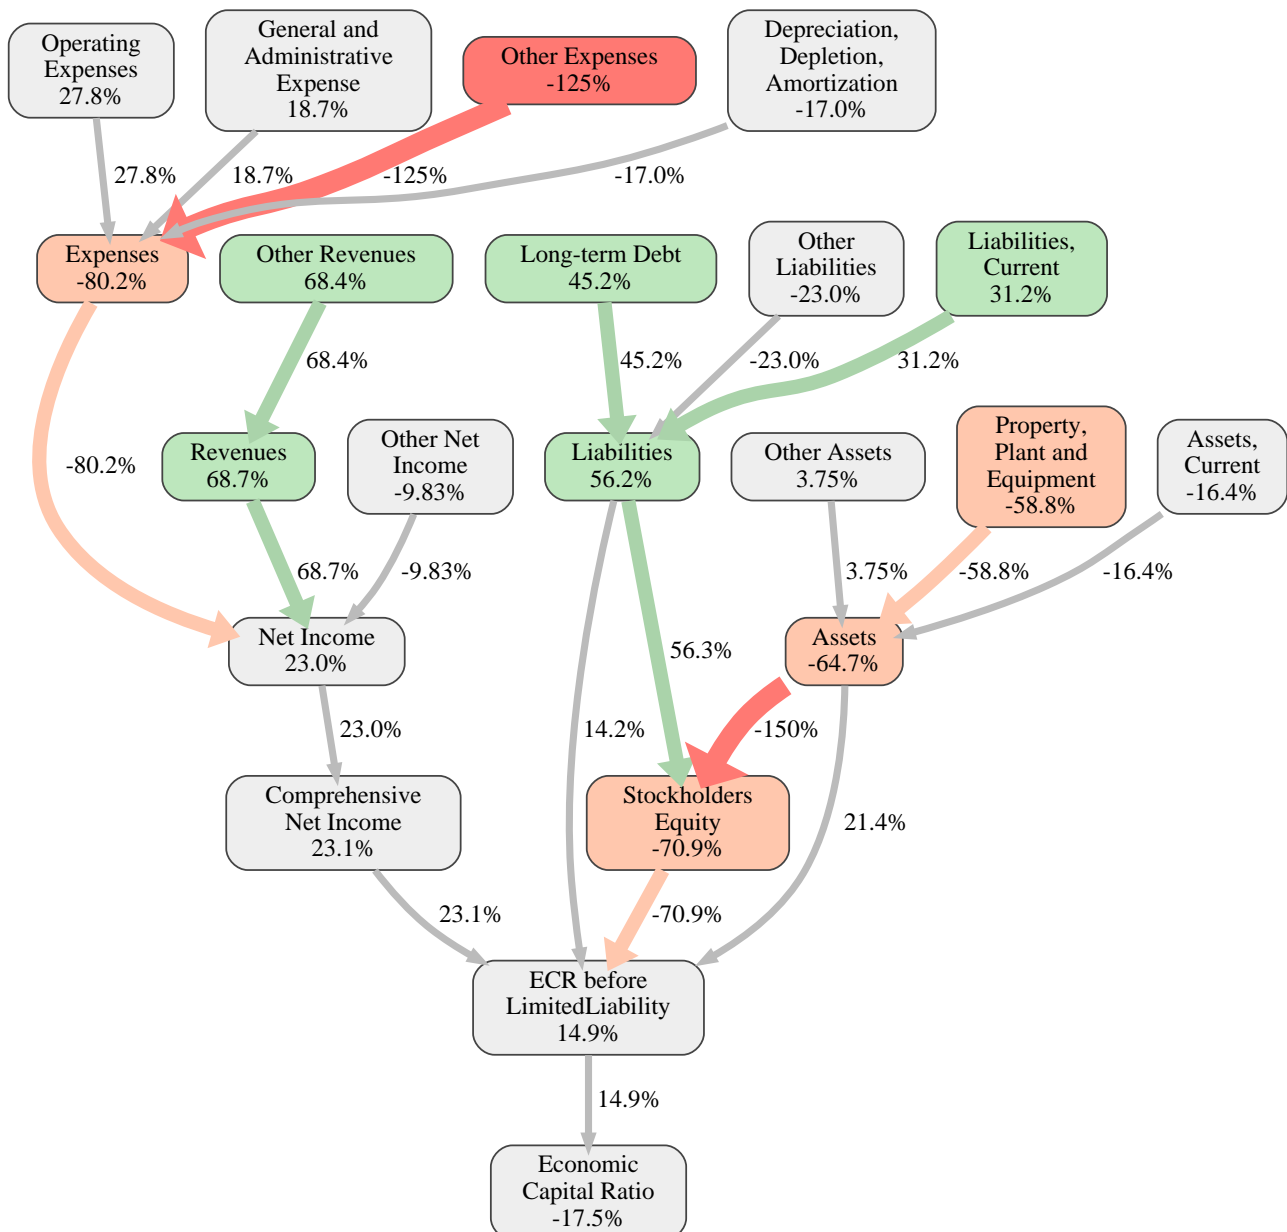 Operating
Expenses
27.8%
General and
Administrative
Expense
18.7%
Other Expenses
-125%
Depreciation,
Depletion,
Amortization
-17.0%
27.8%
18.7%
-125%
-17.0%
Expenses
-80.2%
Other Revenues
68.4%
Long-term Debt
45.2%
Other
Liabilities
-23.0%
Liabilities,
Current
31.2%
68.4%
45.2%
-23.0%
31.2%
-80.2%
Revenues
68.7%
Other Net
Income
-9.83%
Liabilities
56.2%
Other Assets
3.75%
Property,
Plant and
Equipment
-58.8%
Assets,
Current
-16.4%
68.7%
-9.83%
3.75%
-58.8%
-16.4%
Net Income
23.0%
56.3%
Assets
-64.7%
23.0%
14.2%
-150%
Comprehensive
Net Income
23.1%
Stockholders
Equity
-70.9%
21.4%
23.1%
-70.9%
ECR before
LimitedLiability
14.9%
14.9%
Economic
Capital Ratio
-17.5%